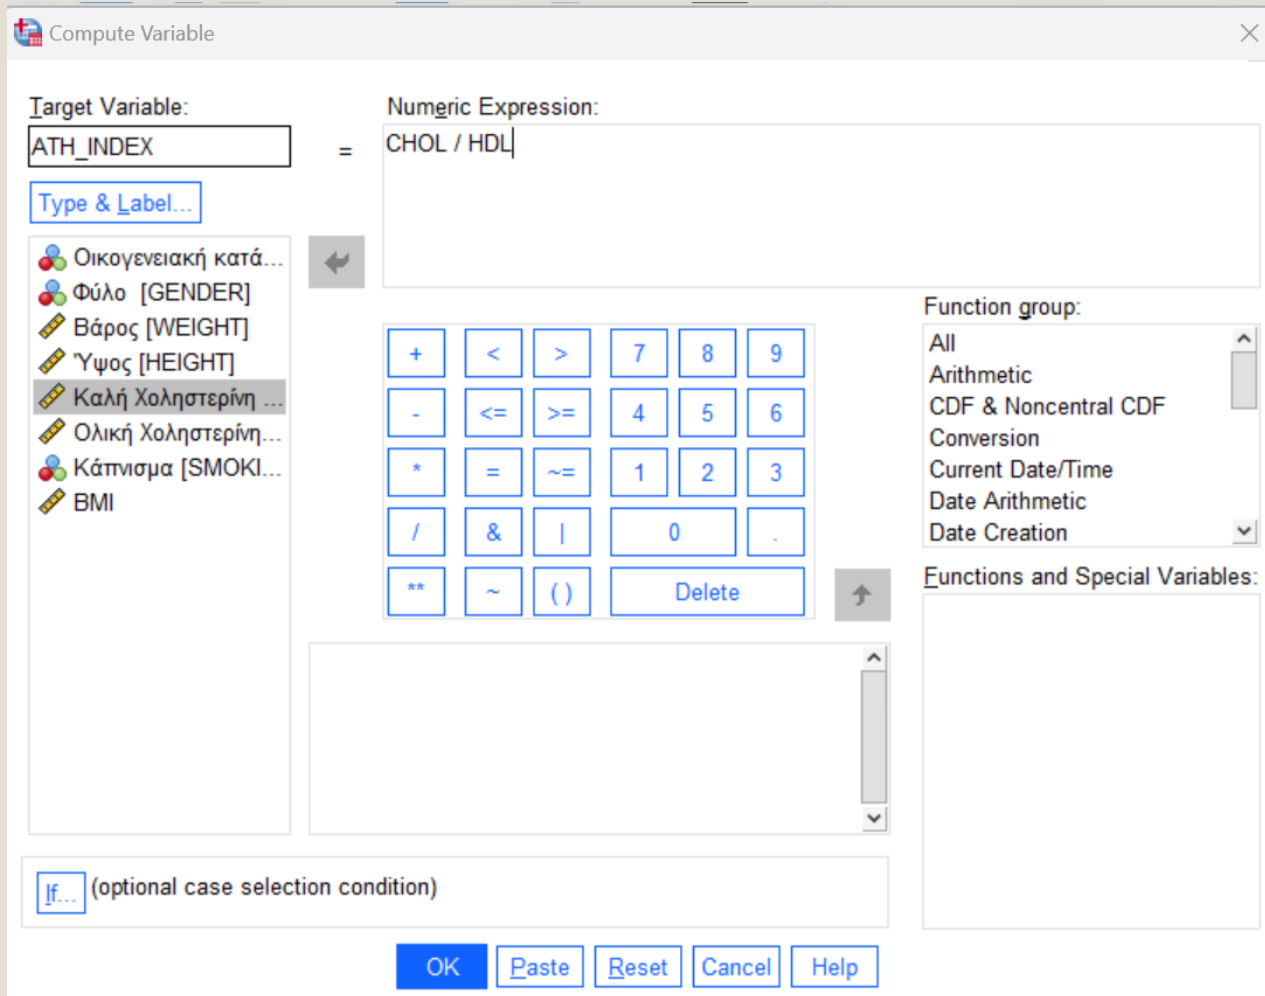 Compute Variable
Target Variable:
Numeric Expression:
ATH_INDEX
=
CHOL / HDL
Type & Label...
Οικογενειακή κατά...
Φύλο [GENDER]
Βάρος [WEIGHT]
Ύψος [HEIGHT]
Καλή Χοληστερίνη ...
Ολική Χοληστερίνη...
Κάπνισμα [SMOKI...
BMI
+ < > 7 8 9
- <= >= 4 5 6
* = ~= 1 2 3
/ & | 0 .
** ~ ( ) Delete
Function group:
All
Arithmetic
CDF & Noncentral CDF
Conversion
Current Date/Time
Date Arithmetic
Date Creation
Functions and Special Variables:
If... (optional case selection condition)
OK Paste Reset Cancel Help